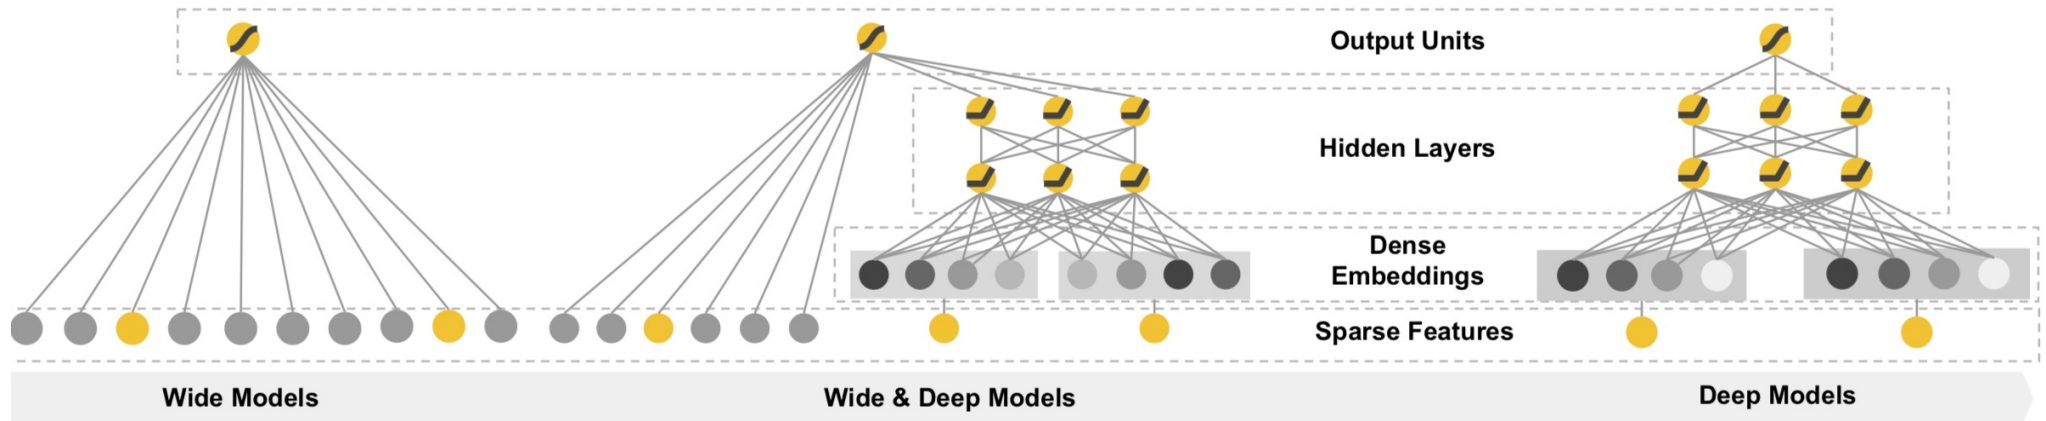 Output Units
Hidden Layers
Dense
Embeddings
Sparse Features
Wide Models
Wide & Deep Models
Deep Models